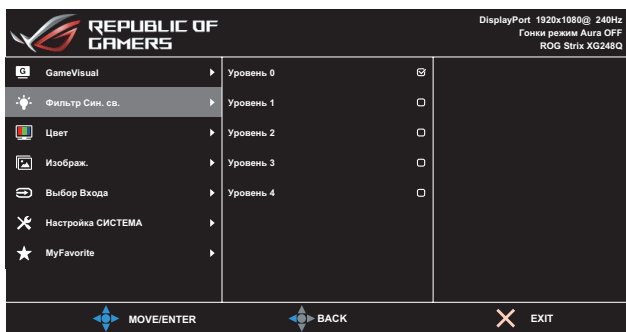 REPUBLIC OF
GAMERS
DisplayPort 1920x1080@ 240Hz
Гонки режим Aura OFF
ROG Strix XG248Q
G GameVisual
Фильтр Син. св.
Цвет
Изображ.
Выбор Входа
Настройка СИСТЕМА
MyFavorite
Уровень 0
Уровень 1
Уровень 2
Уровень 3
Уровень 4
MOVE/ENTER
BACK
EXIT